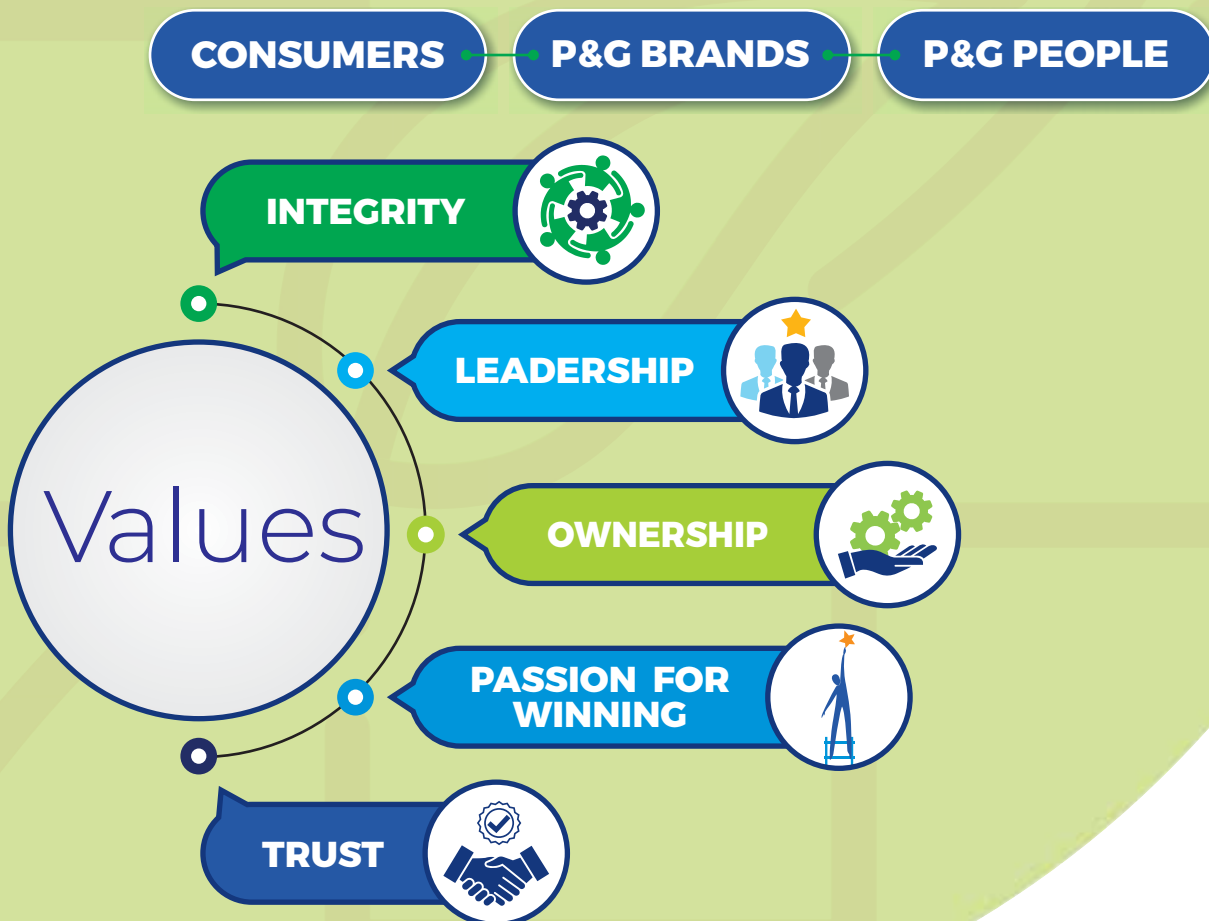 CONSUMERS
P&G BRANDS
P&G PEOPLE
INTEGRITY
LEADERSHIP
Values
OWNERSHIP
PASSION FOR
WINNING
TRUST